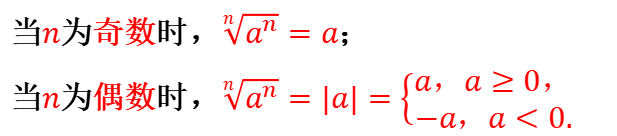 当n为奇数时，ⁿ√aⁿ = a；
当n为偶数时，ⁿ√aⁿ = |a| = {a，a ≥ 0，
−a，a < 0.